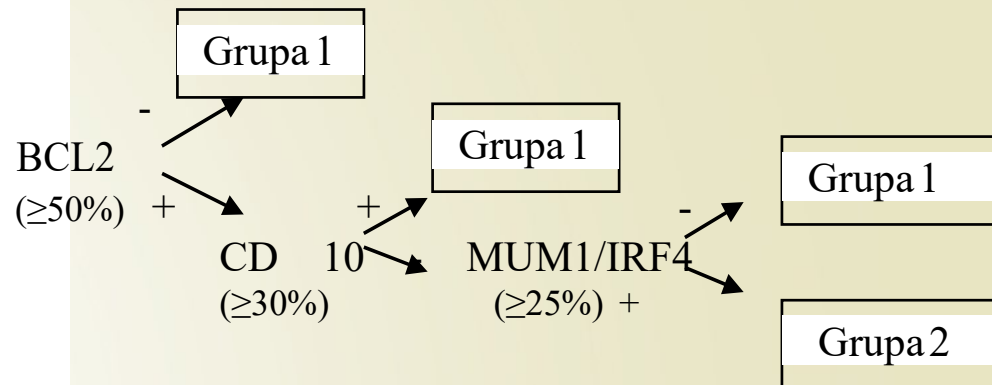 Grupa 1
-
Grupa 1
BCL2
Grupa 1
(≥50%) + + -
CD 10 MUM1/IRF4
(≥30%) (≥25%) +
Grupa 2